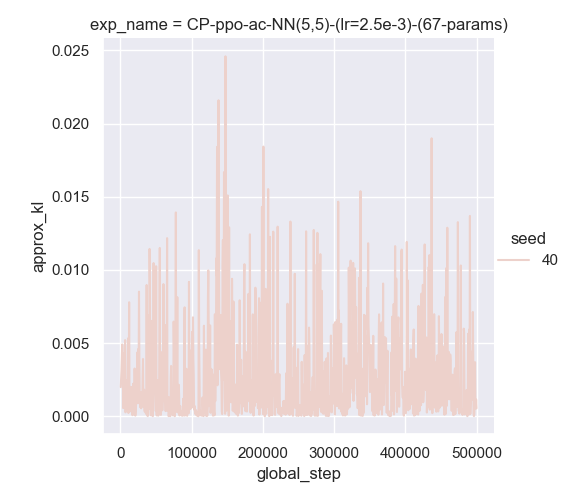 exp_name = CP-ppo-ac-NN(5,5)-(lr=2.5e-3)-(67-params)
0.025
0.020
0.015
0.010
0.005
0.000
approx_kl
0 100000 200000 300000 400000 500000
global_step
seed
40